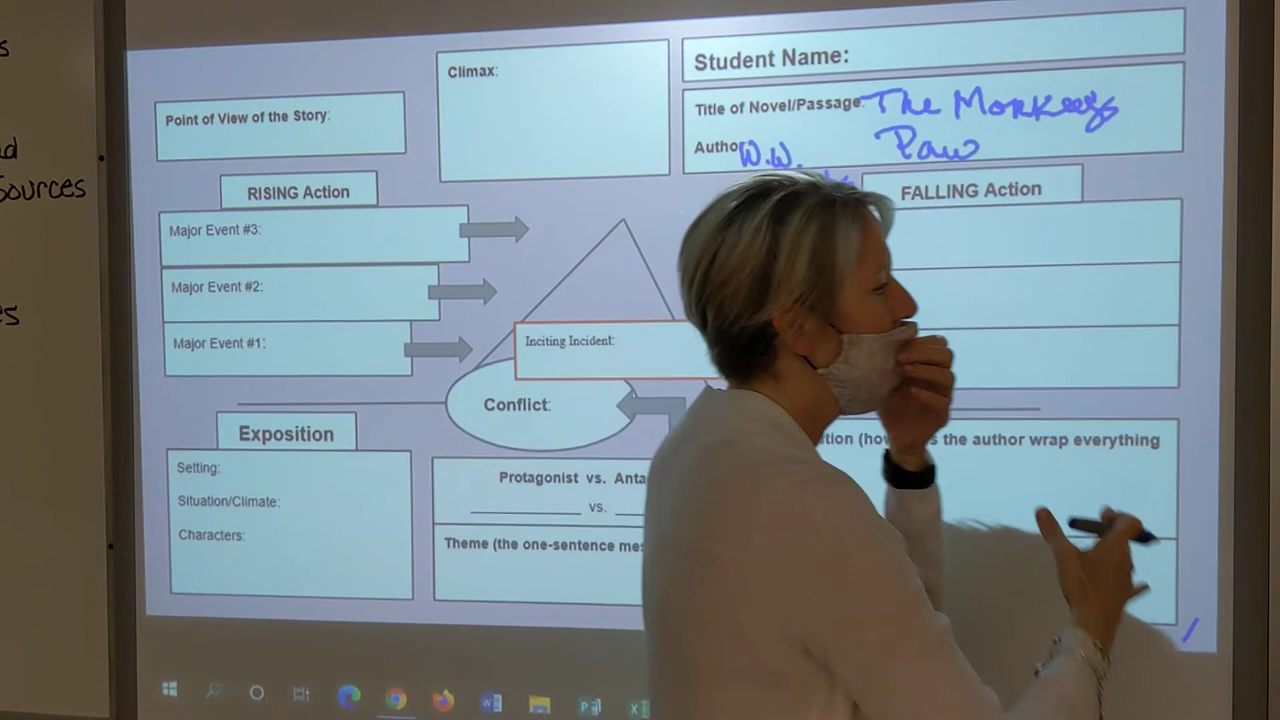 s
d
Sources
es
Climax:
Student Name:
Point of View of the Story:
Title of Novel/Passage: The Monkey's
Paw
Autho W.W.
RISING Action
FALLING Action
Major Event #3:
Major Event #2:
Major Event #1:
Inciting Incident:
Conflict:
Exposition
Setting:
Situation/Climate:
Characters:
Protagonist vs. Anta
vs.
Theme (the one-sentence mes
tion (how s the author wrap everything